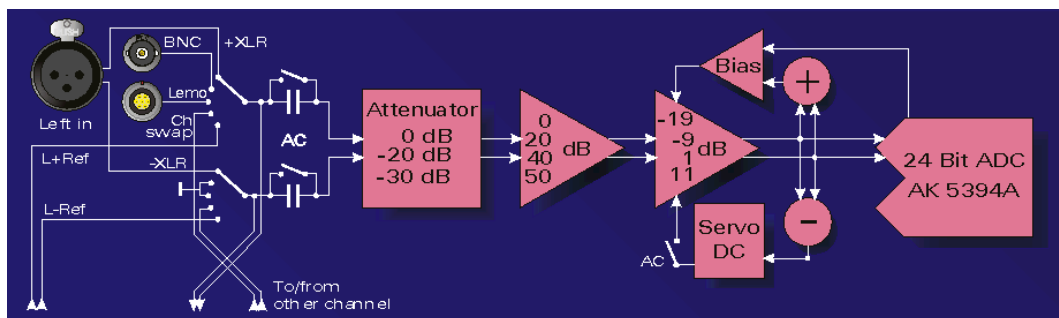 BNC
+XLR
Lemo
Left in
Ch
swap
L+Ref
-XLR
L-Ref
AC
Attenuator
0 dB
-20 dB
-30 dB
0
20
40
50
dB
Bias
-19
-9
1
11
dB
+
-
Servo
DC
AC
24 Bit ADC
AK 5394A
To/from
other channel